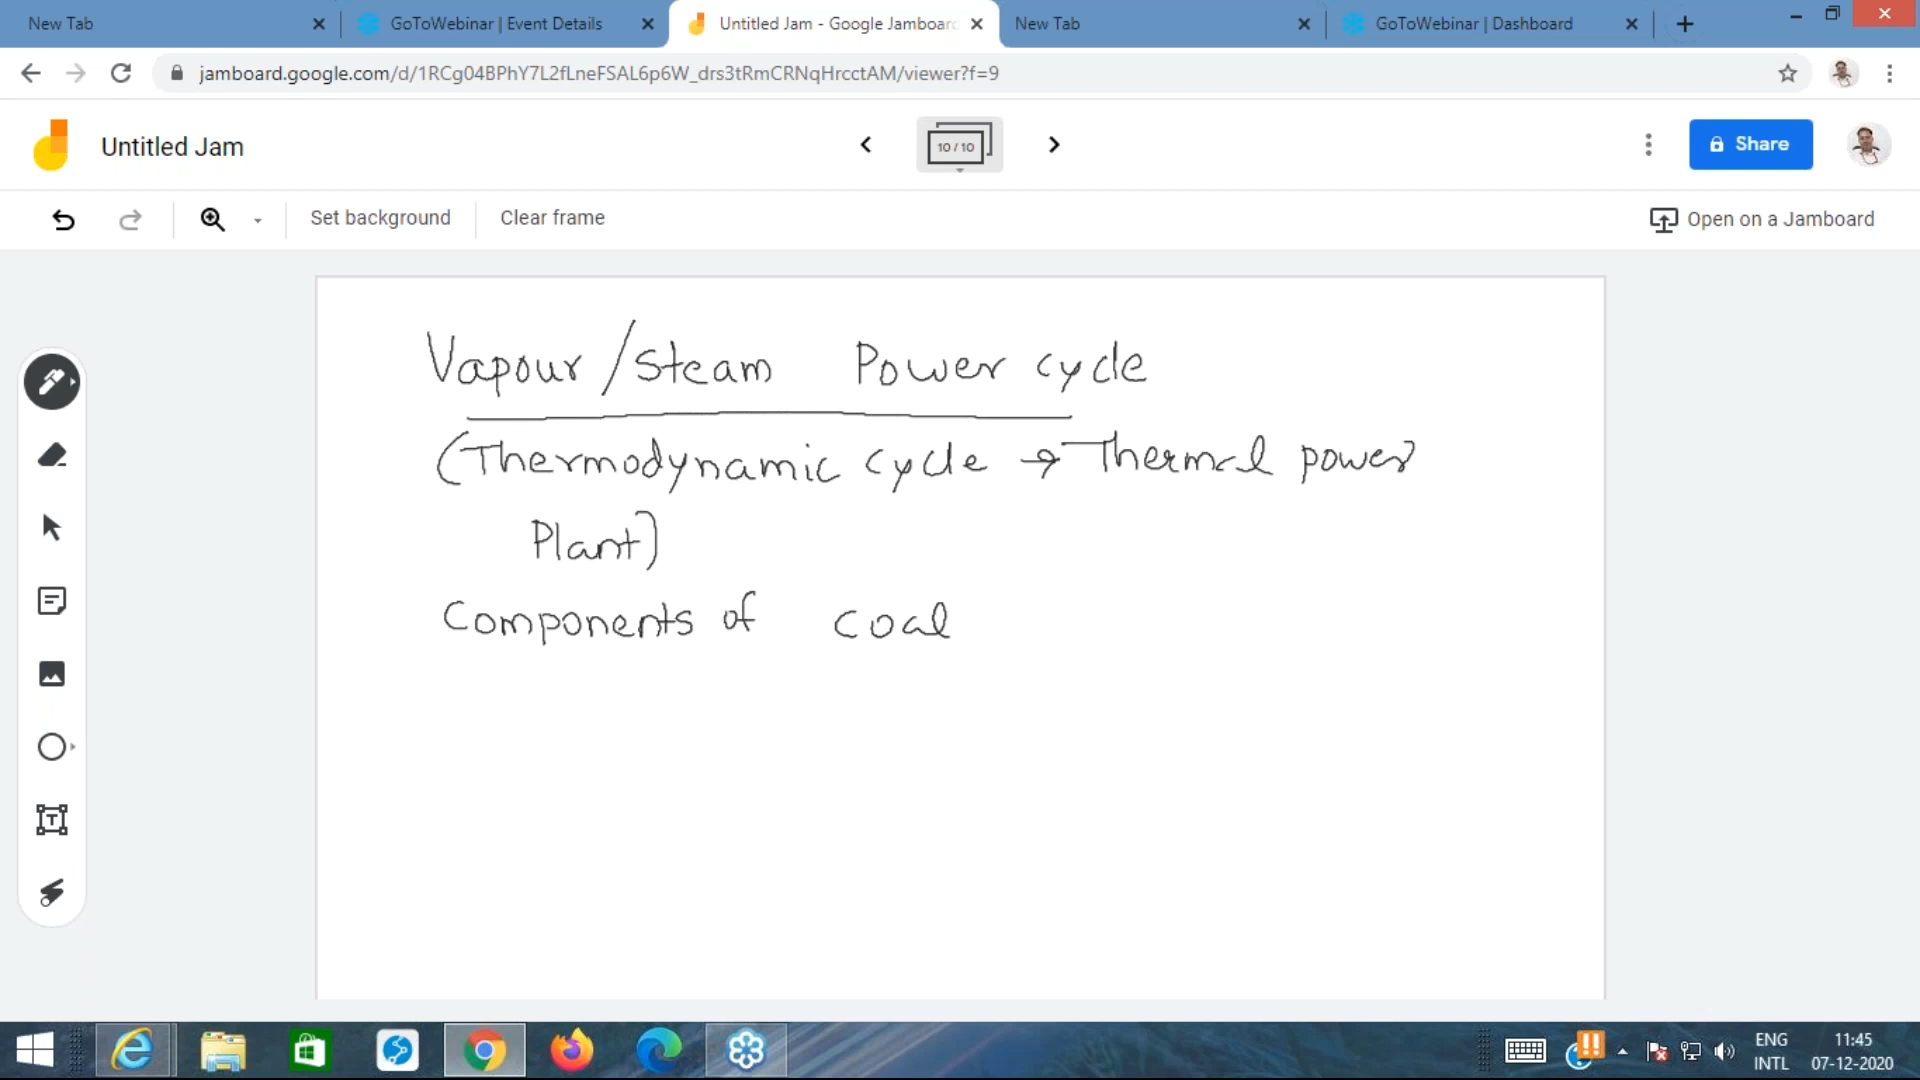 New Tab GoToWebinar | Event Details Untitled Jam - Google Jamboard New Tab GoToWebinar | Dashboard
jamboard.google.com/d/1RCg04BPhY7L2fLneFSAL6p6W_drs3tRmCRNqHrcctAM/viewer?f=9
Untitled Jam 10 / 10 Share
Set background Clear frame Open on a Jamboard
Vapour/Steam Power cycle
(Thermodynamic cycle → Thermal power
Plant)
Components of coal
ENG 11:45
INTL 07-12-2020